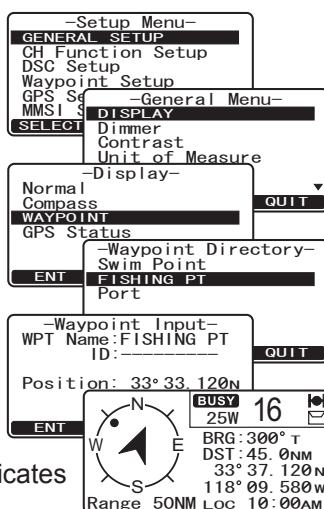 –Setup Menu–
GENERAL SETUP
CH Function Setup
DSC Setup
Waypoint Setup
GPS Se
MMSI S
SELECT
–General Menu–
DISPLAY
Dimmer
Contrast
Unit of Measure
QUIT
–Display–
Normal
Compass
WAYPOINT
GPS Status
ENT
–Waypoint Directory–
Swim Point
FISHING PT
Port
QUIT
–Waypoint Input–
WPT Name:FISHING PT
ID:---------
Position: 33°33.120N
ENT
N
W E
S
Range 50NM
BUSY
25W 16
BRG:300°T
DST:45.0NM
33°37.120N
118°09.580W
LOC 10:00AM
icates